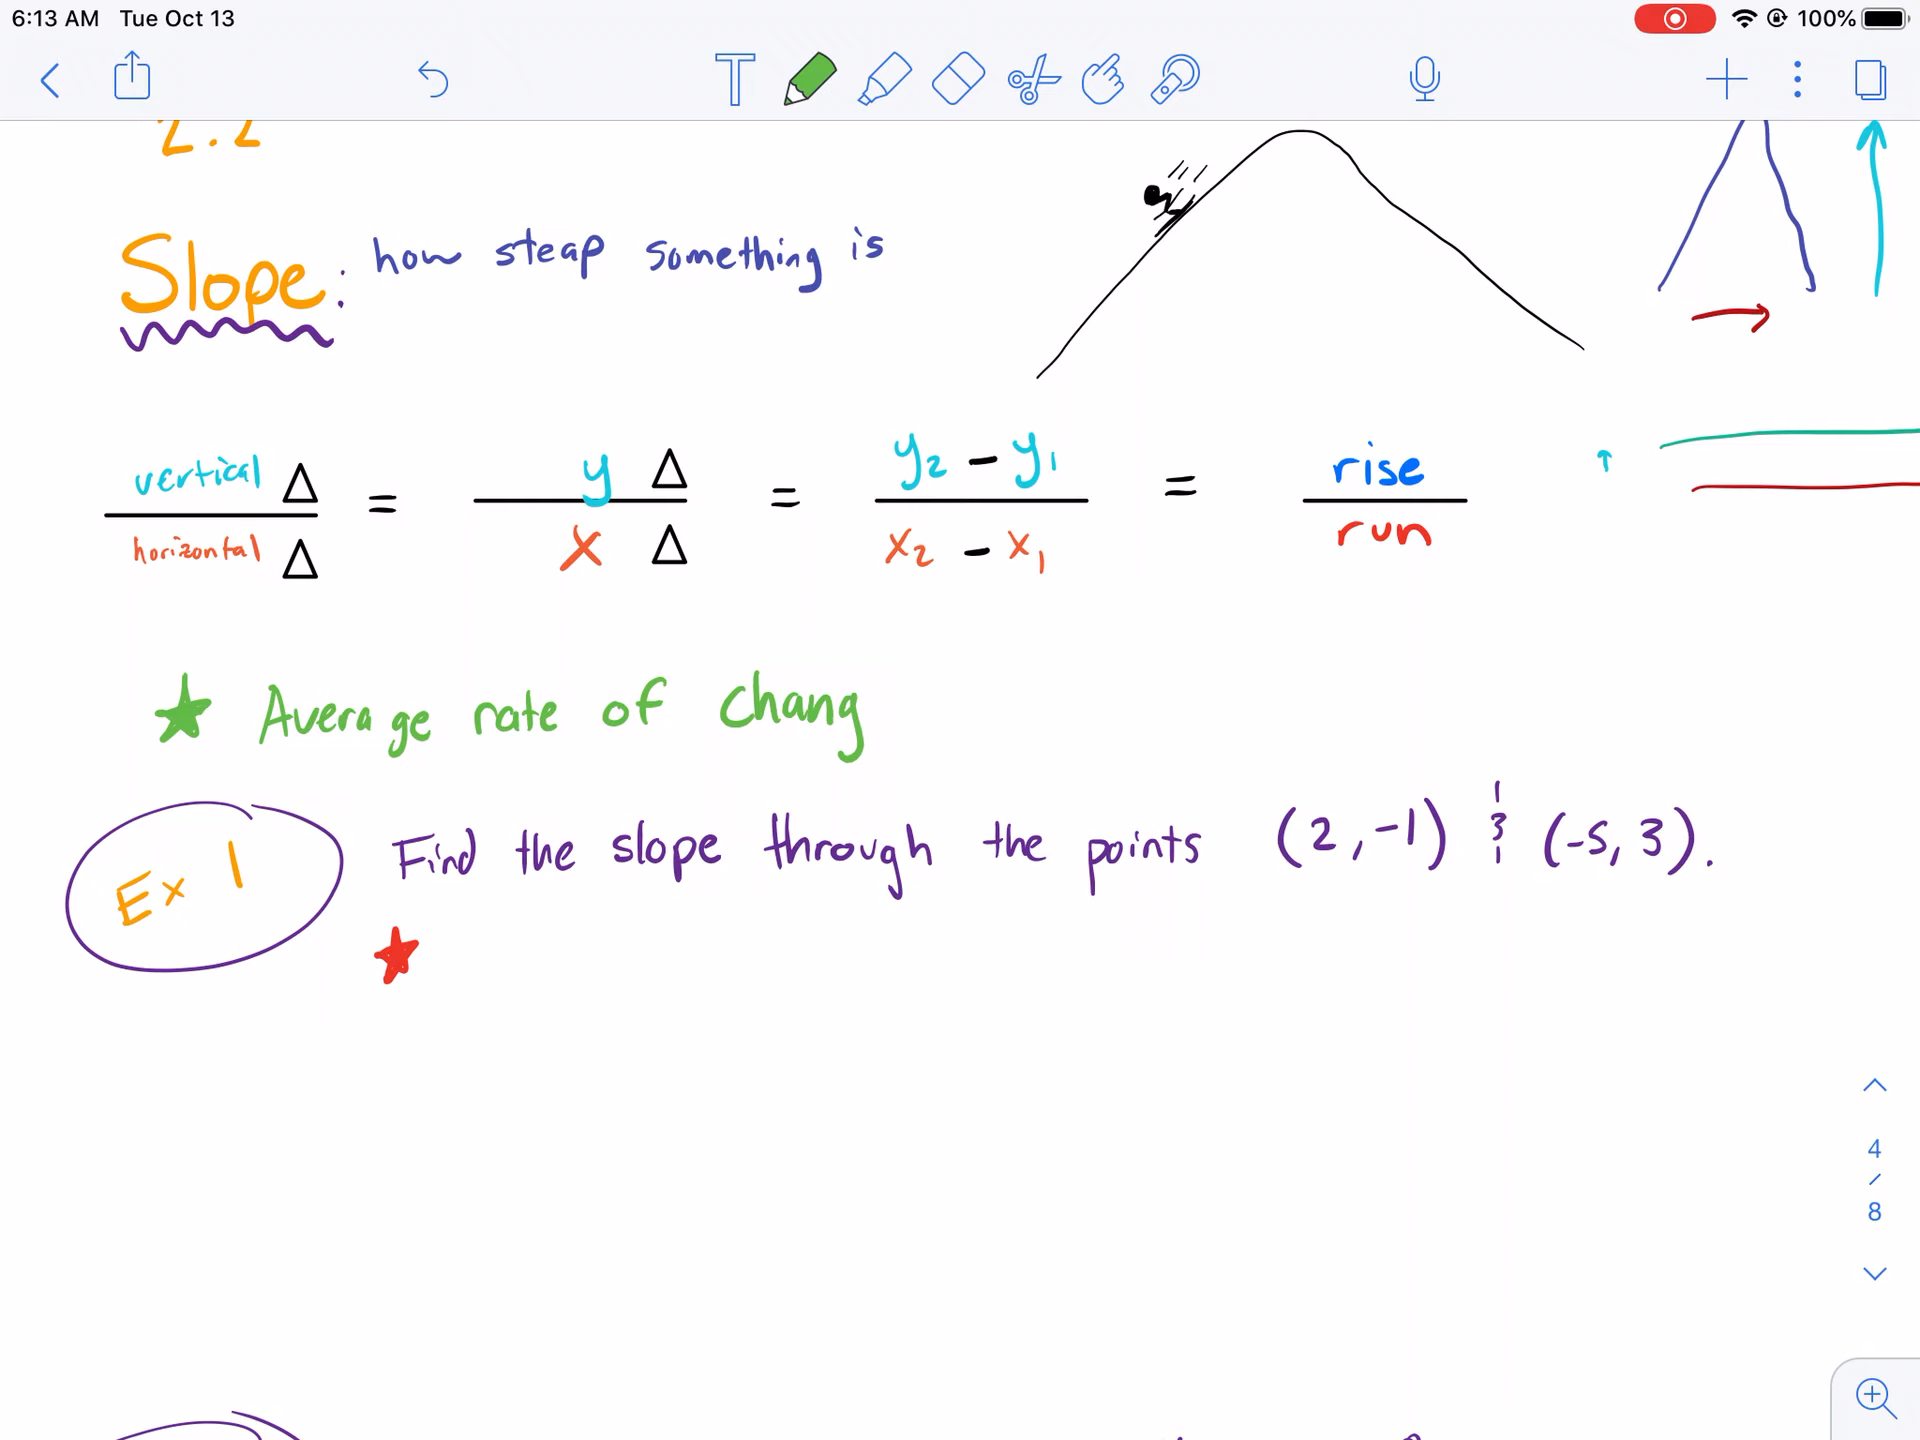 6:13 AM Tue Oct 13 100%
T
2.2
Slope: how steap something is
vertical Δ / horizontal Δ = y Δ / x Δ = y₂ - y₁ / x₂ - x₁ = rise / run
Average rate of chang
Ex 1 Find the slope through the points (2, -1) & (-5, 3).
4
/
8